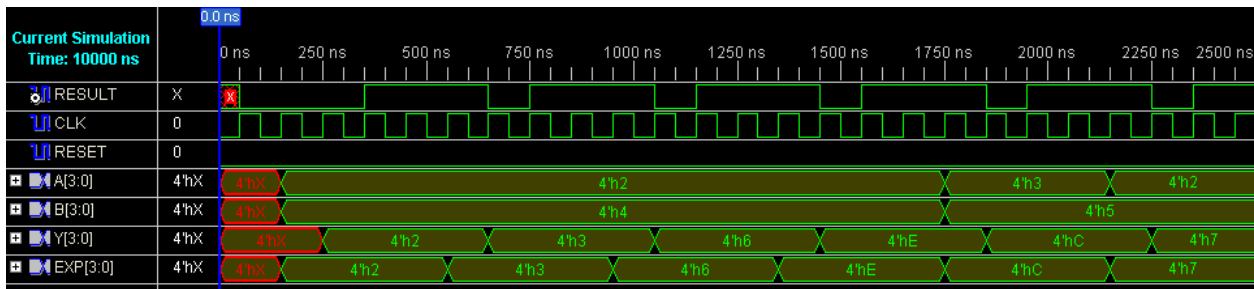 0.0 ns
Current Simulation
Time: 10000 ns
0 ns 250 ns 500 ns 750 ns 1000 ns 1250 ns 1500 ns 1750 ns 2000 ns 2250 ns 2500 ns
RESULT X X
CLK 0
RESET 0
A[3:0] 4'hX 4'hX 4'h2 4'h3 4'h2
B[3:0] 4'hX 4'hX 4'h4 4'h5
Y[3:0] 4'hX 4'hX 4'h2 4'h3 4'h6 4'hE 4'hC 4'h7
EXP[3:0] 4'hX 4'hX 4'h2 4'h3 4'h6 4'hE 4'hC 4'h7